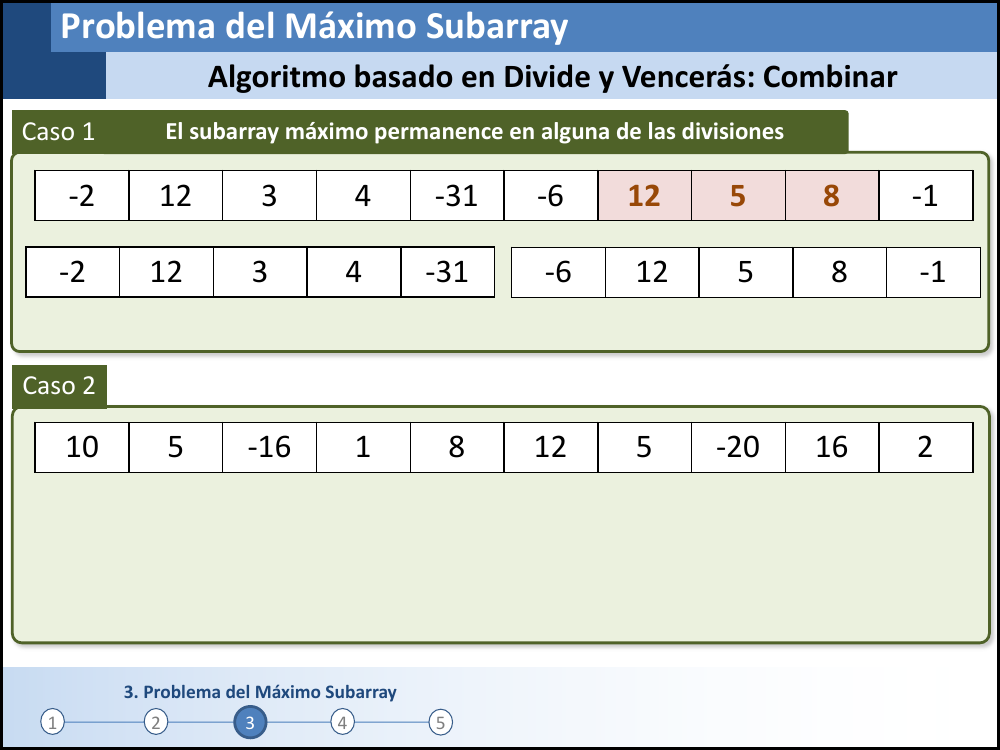 Problema del Máximo Subarray
Algoritmo basado en Divide y Vencerás: Combinar
Caso 1
El subarray máximo permanence en alguna de las divisiones
-2 12 3 4 -31 -6 12 5 8 -1
-2 12 3 4 -31 -6 12 5 8 -1
Caso 2
10 5 -16 1 8 12 5 -20 16 2
3. Problema del Máximo Subarray
1 2 3 4 5